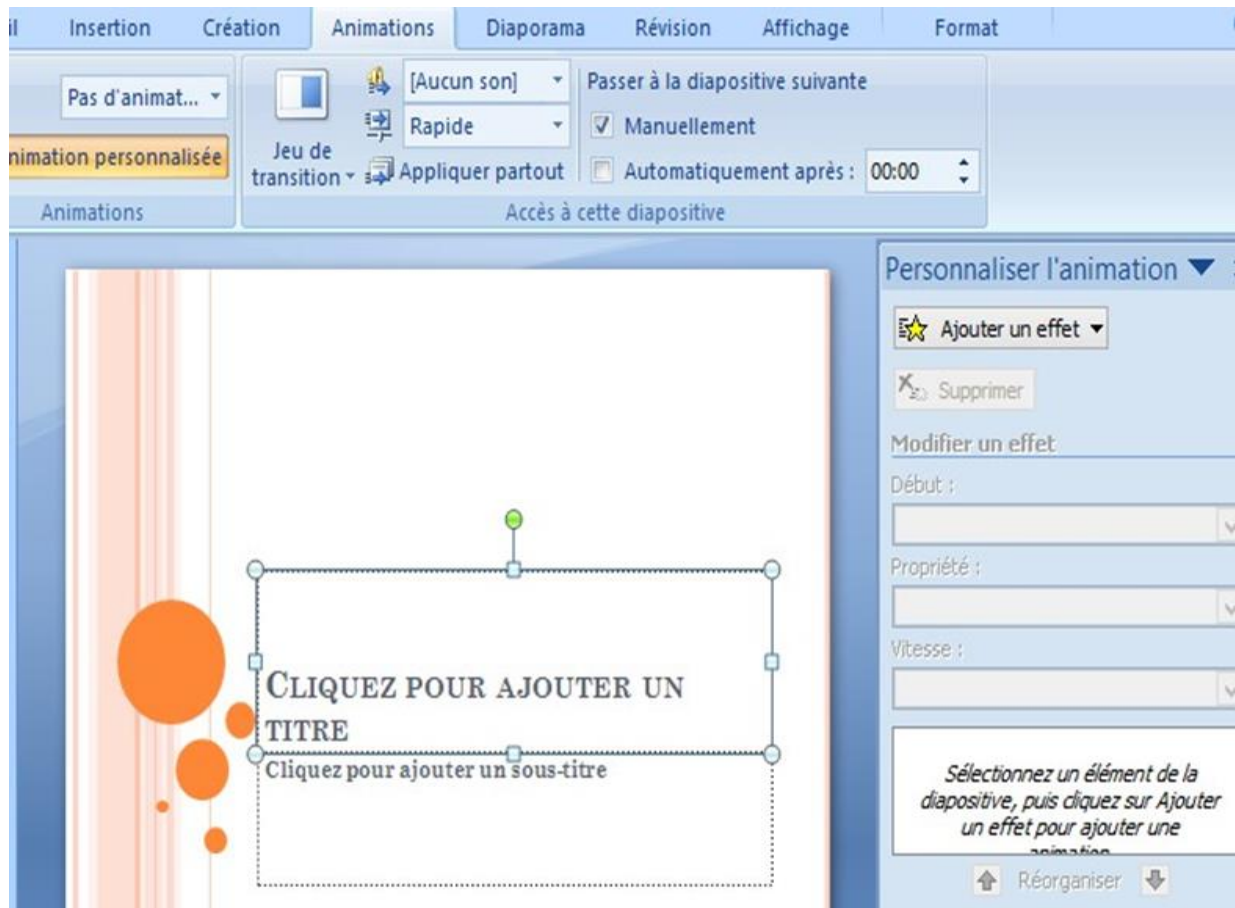 il Insertion Création Animations Diaporama Révision Affichage Format
Pas d'animat...
nimation personnalisée
Animations
Jeu de
transition
[Aucun son]
Rapide
Appliquer partout
Passer à la diapositive suivante
Manuellement
Automatiquement après : 00:00
Accès à cette diapositive
CLIQUEZ POUR AJOUTER UN
TITRE
Cliquez pour ajouter un sous-titre
Personnaliser l'animation
Ajouter un effet
Supprimer
Modifier un effet
Début :
Propriété :
Vitesse :
Sélectionnez un élément de la
diapositive, puis cliquez sur Ajouter
un effet pour ajouter une
animation
Réorganiser